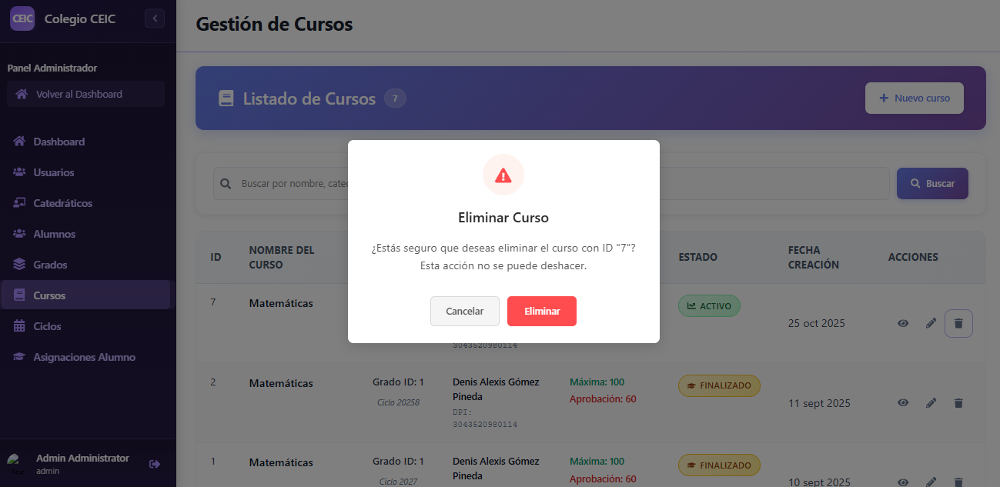 CEIC
Colegio CEIC
Panel Administrador
Volver al Dashboard
Dashboard
Usuarios
Catedráticos
Alumnos
Grados
Cursos
Ciclos
Asignaciones Alumno
Admin Administrator
admin
Gestión de Cursos
Listado de Cursos 7
+ Nuevo curso
Buscar por nombre, cated
Buscar
Eliminar Curso
¿Estás seguro que deseas eliminar el curso con ID "7"?
Esta acción no se puede deshacer.
Cancelar
Eliminar
ID
NOMBRE DEL
CURSO
ESTADO
FECHA
CREACIÓN
ACCIONES
7
Matemáticas
3043520980114
ACTIVO
25 oct 2025
2
Matemáticas
Grado ID: 1
Ciclo 20258
Denis Alexis Gómez
Pineda
DPI:
3043520980114
Máxima: 100
Aprobación: 60
FINALIZADO
11 sept 2025
1
Matemáticas
Grado ID: 1
Ciclo 2027
Denis Alexis Gómez
Pineda
Máxima: 100
Aprobación: 60
FINALIZADO
10 sept 2025